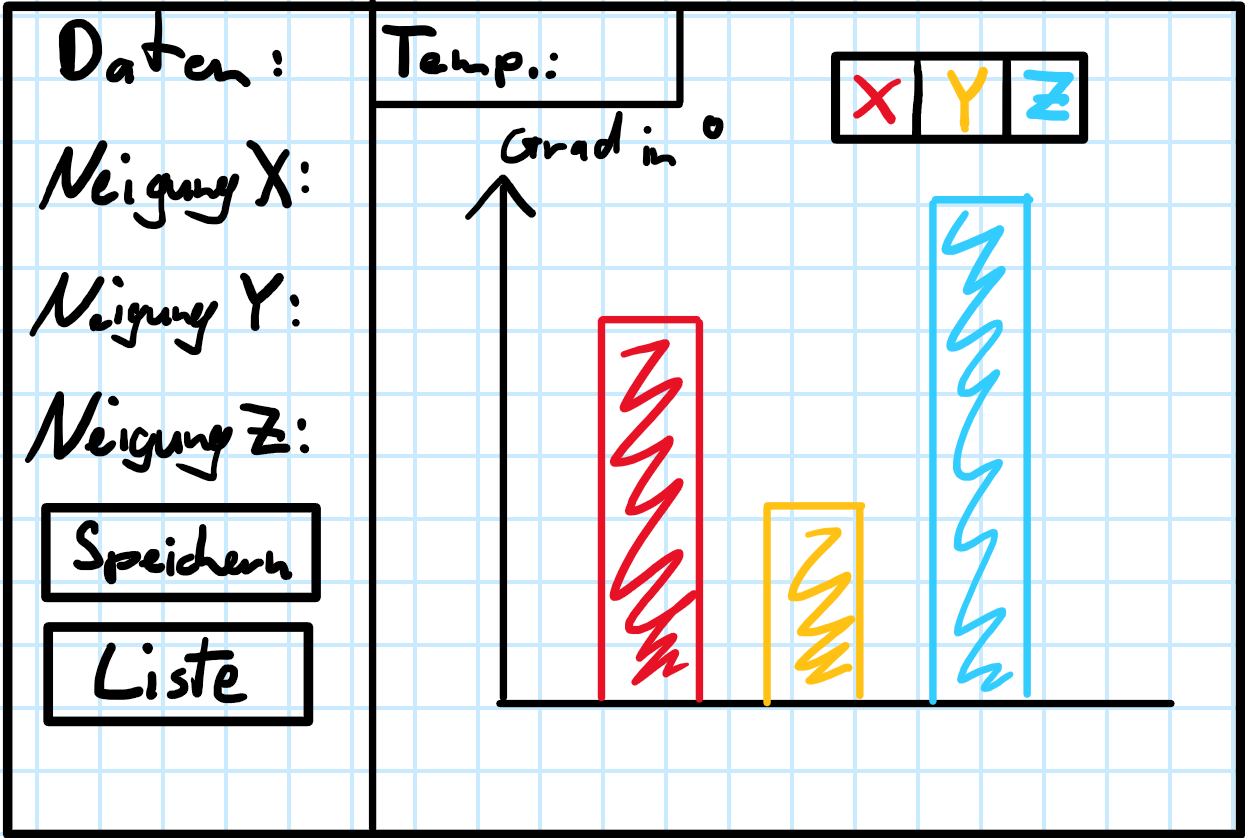 Daten:
Neigung X:
Neigung Y:
Neigung Z:
Speichern
Liste
Temp.:
Grad in °
X Y Z